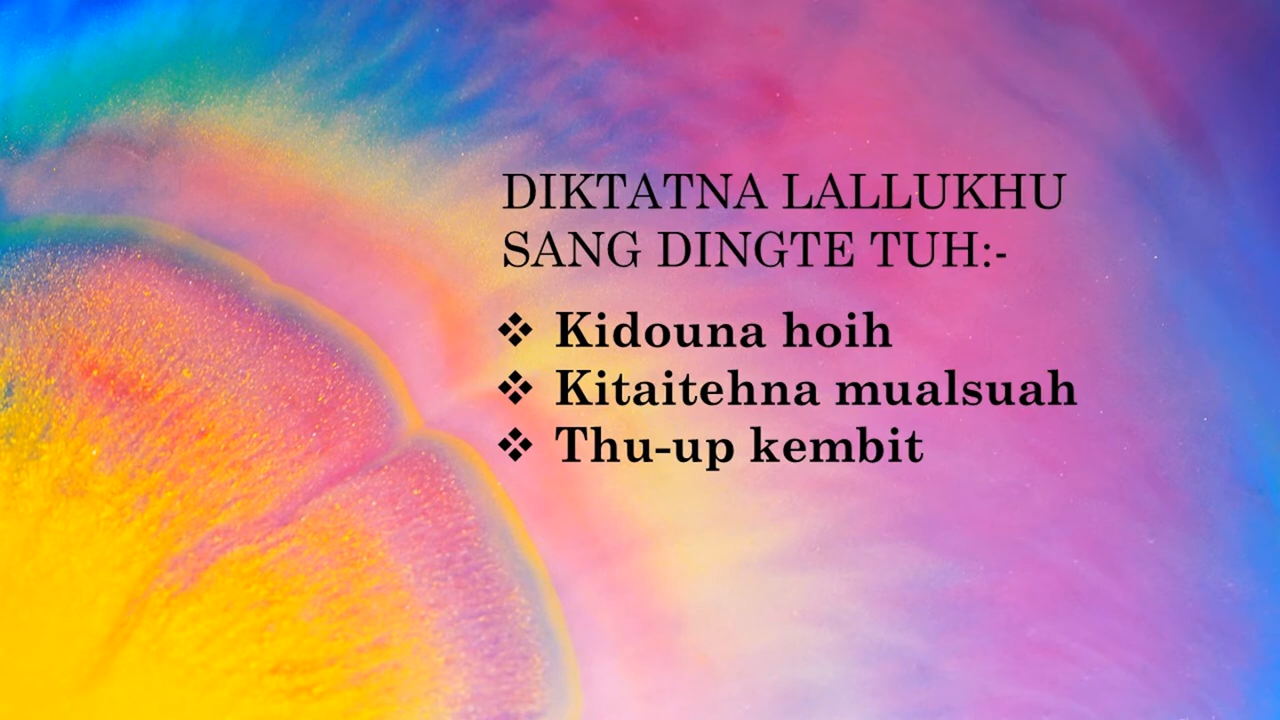 DIKTATNA LALLUKHU
SANG DINGTE TUH:-
❖ Kidouna hoih
❖ Kitaitehna mualsuah
❖ Thu-up kembit